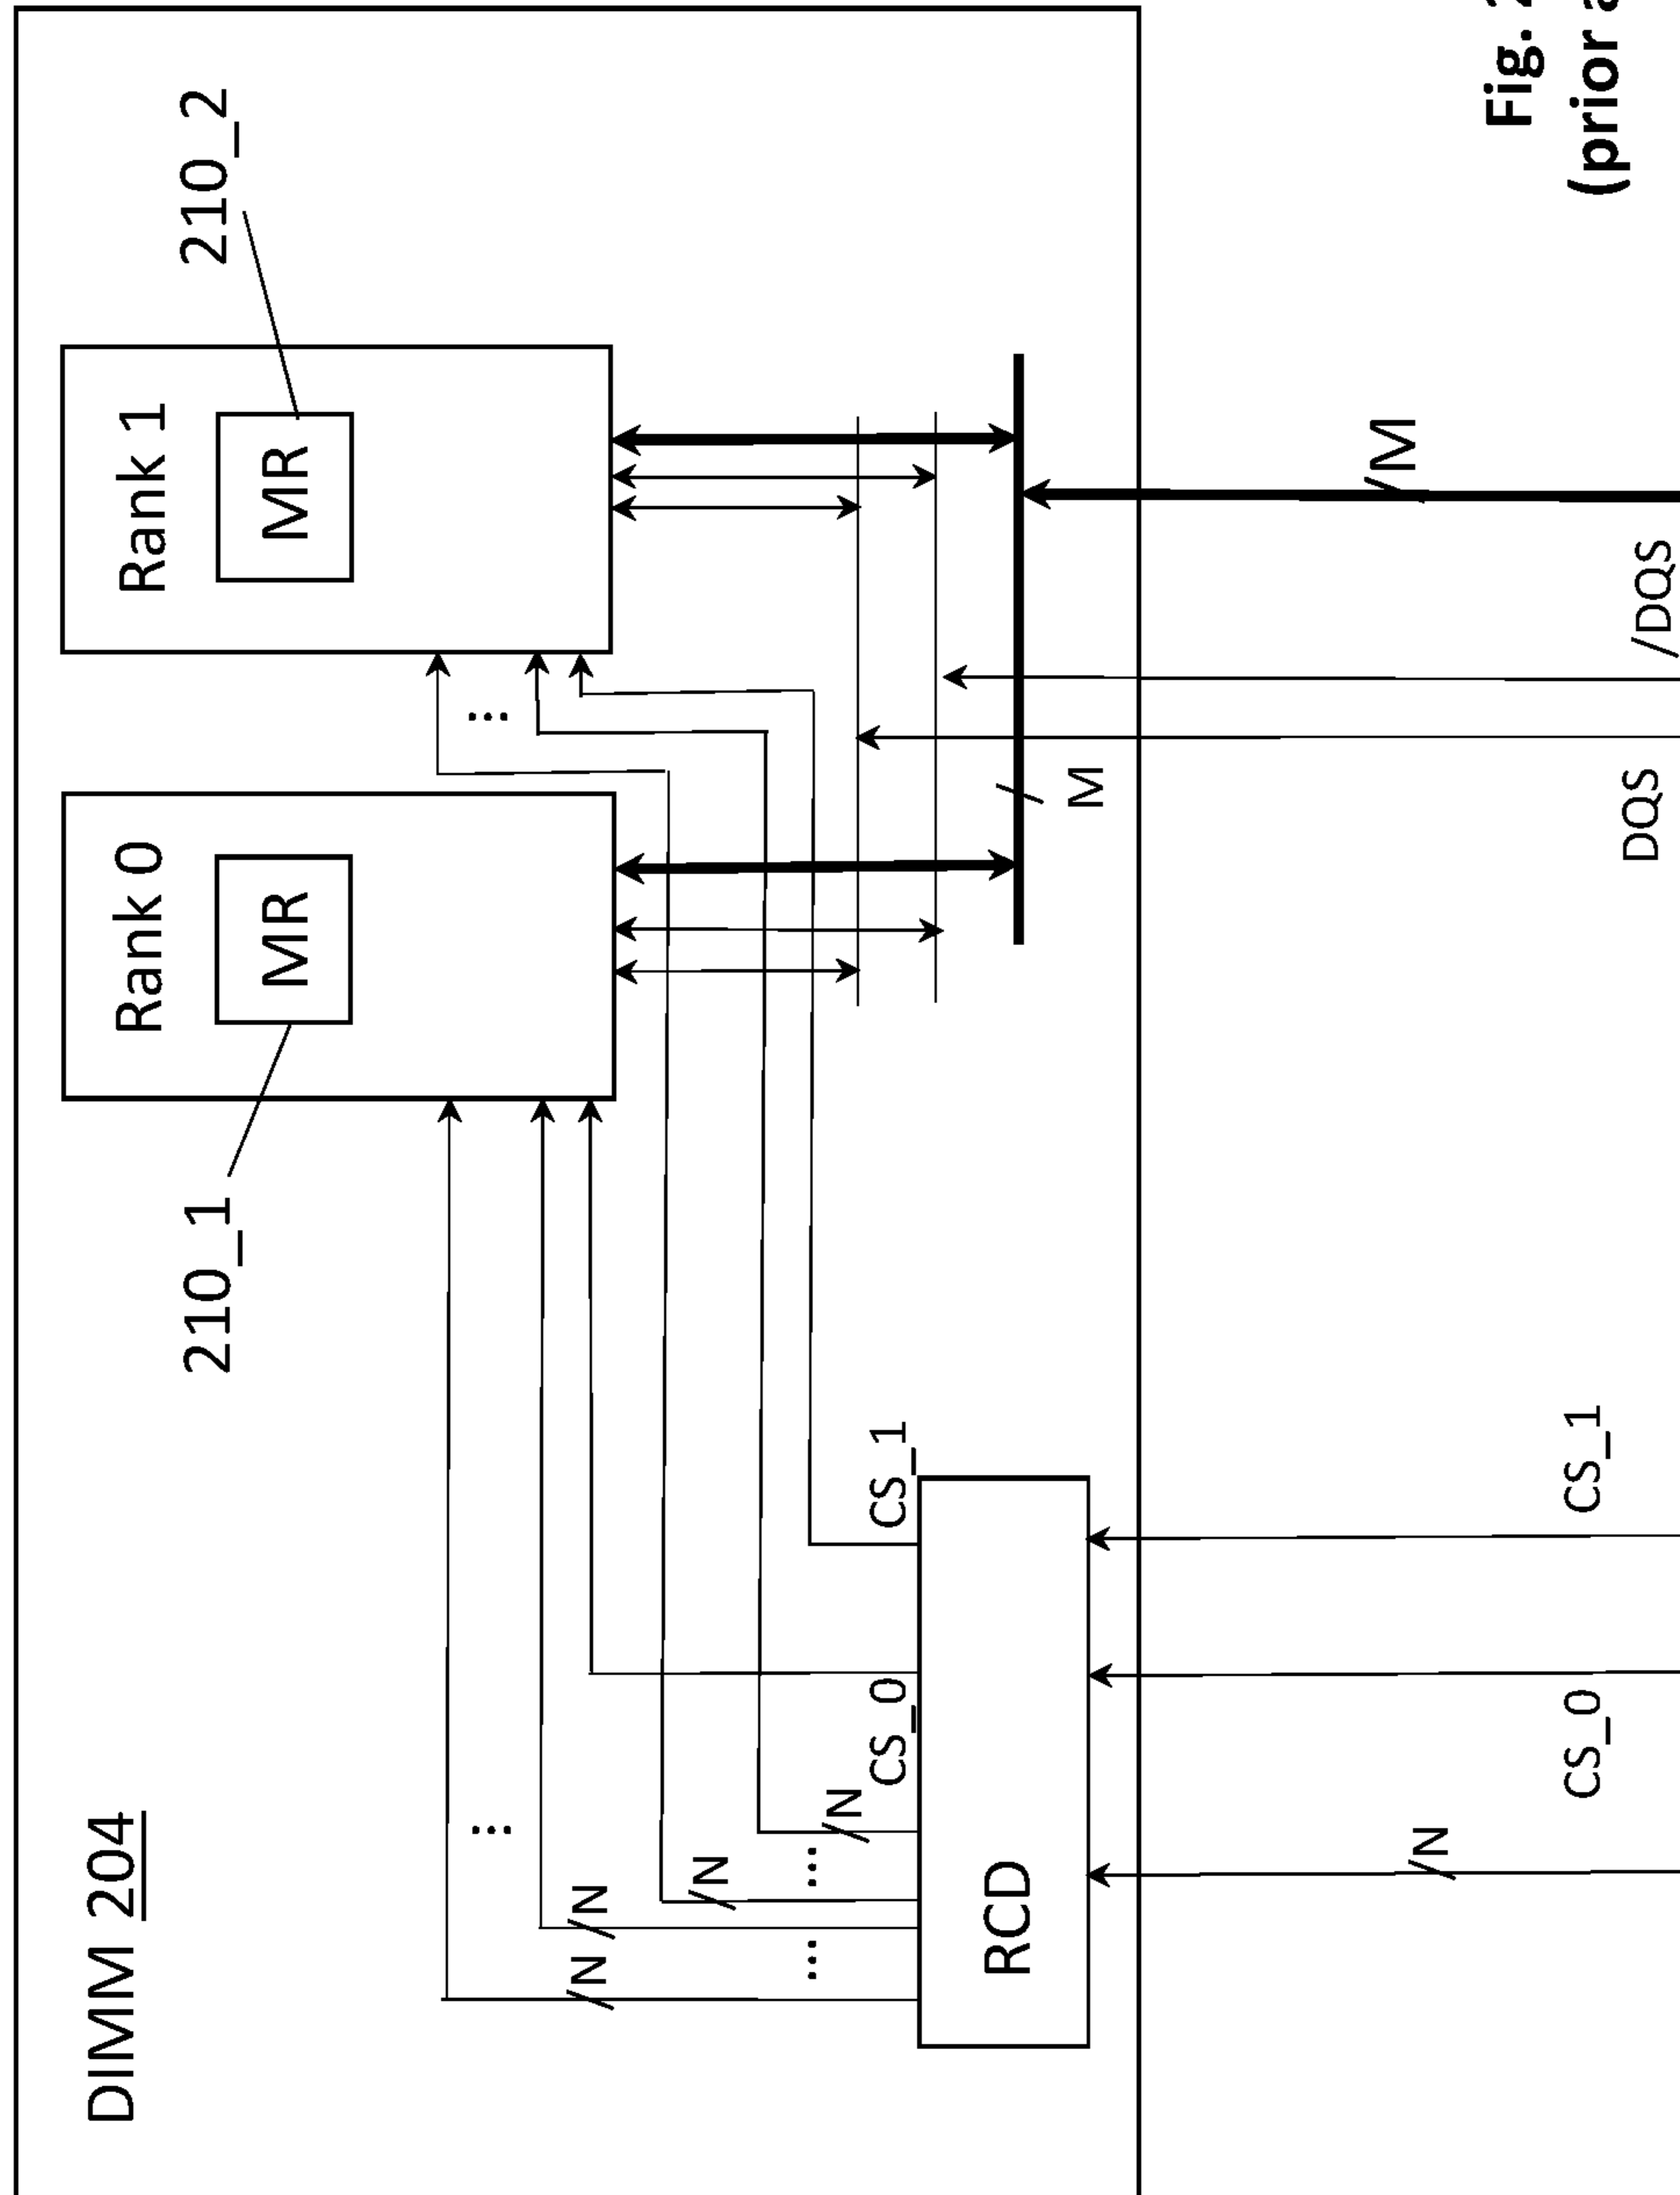 DIMM 204
210_1
210_2
Rank 0
Rank 1
MR
MR
...
...
/N
/N
/N
...
...
/N
CS_0
CS_1
RCD
M
/N
CS_0
CS_1
DQS
/DQS
/M
Fig.
(prior